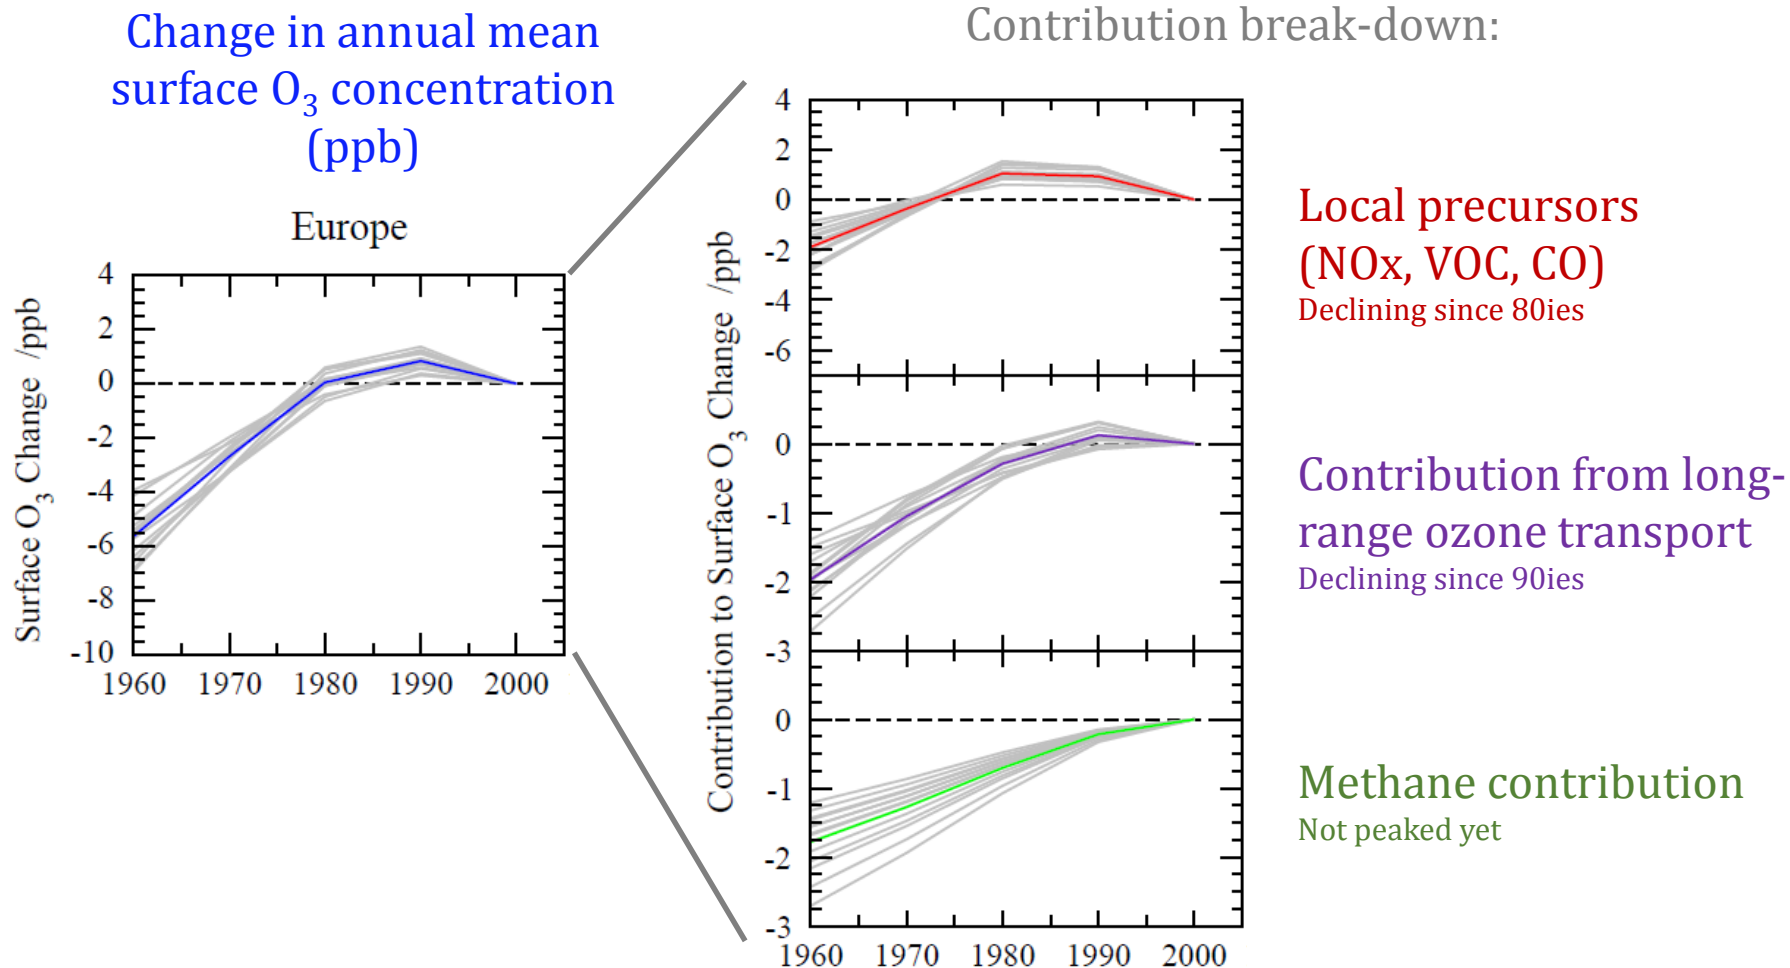 Change in annual mean
surface O₃ concentration
(ppb)
Europe
Surface O₃ Change /ppb
4
2
0
-2
-4
-6
-8
-10
1960 1970 1980 1990 2000
Contribution break-down:
Contribution to Surface O₃ Change /ppb
4
2
0
-2
-4
-6
0
-1
-2
-3
0
-1
-2
-3
1960 1970 1980 1990 2000
Local precursors
(NOx, VOC, CO)
Declining since 80ies
Contribution from long-
range ozone transport
Declining since 90ies
Methane contribution
Not peaked yet